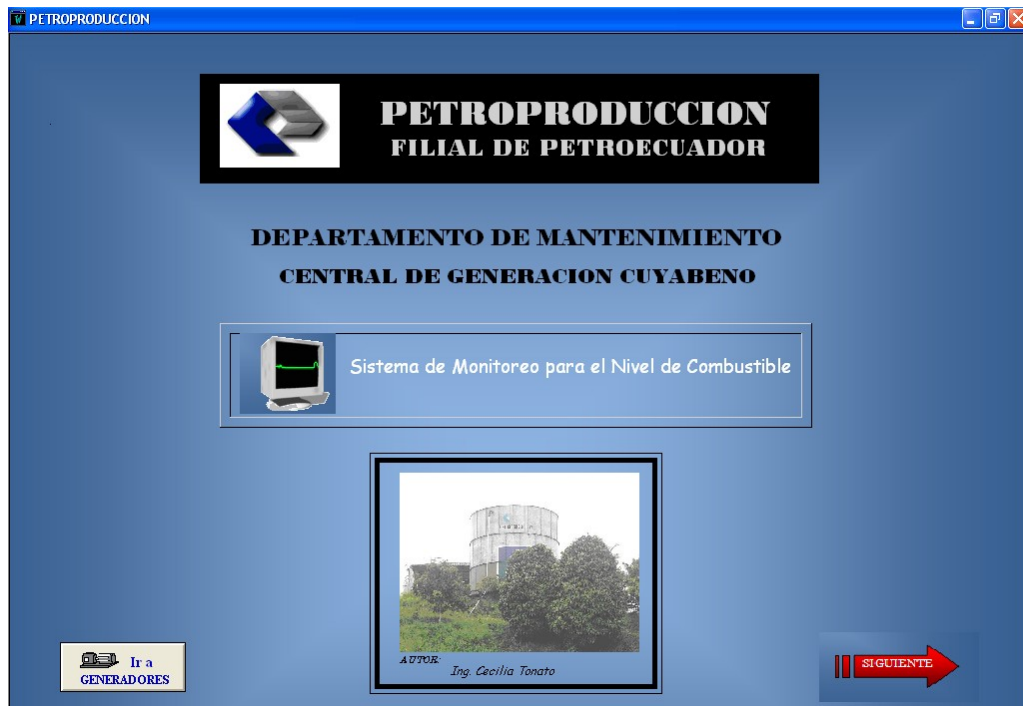 PETROPRODUCCION
PETROPRODUCCION
FILIAL DE PETROECUADOR
DEPARTAMENTO DE MANTENIMIENTO
CENTRAL DE GENERACION CUYABENO
Sistema de Monitoreo para el Nivel de Combustible
AUTOR:
Ing. Cecilia Tonato
Ir a
GENERADORES
SIGUIENTE